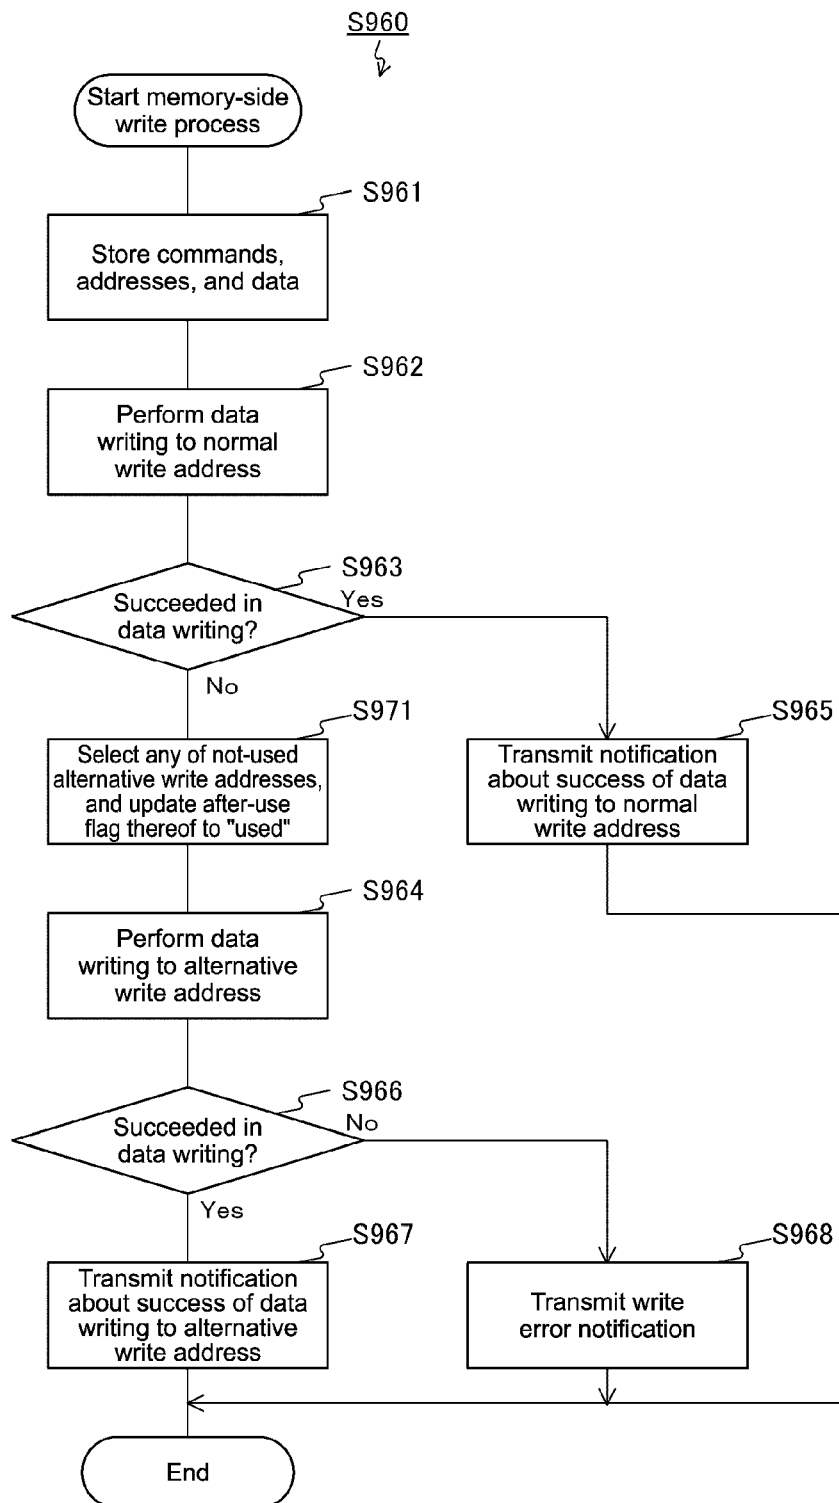 S960
Start memory-side
write process
S961
Store commands,
addresses, and data
S962
Perform data
writing to normal
write address
S963
Succeeded in
data writing?
Yes
No
S971
Select any of not-used
alternative write addresses,
and update after-use
flag thereof to "used"
S965
Transmit notification
about success of data
writing to normal
write address
S964
Perform data
writing to alternative
write address
S966
Succeeded in
data writing?
No
Yes
S967
Transmit notification
about success of data
writing to alternative
write address
S968
Transmit write
error notification
End